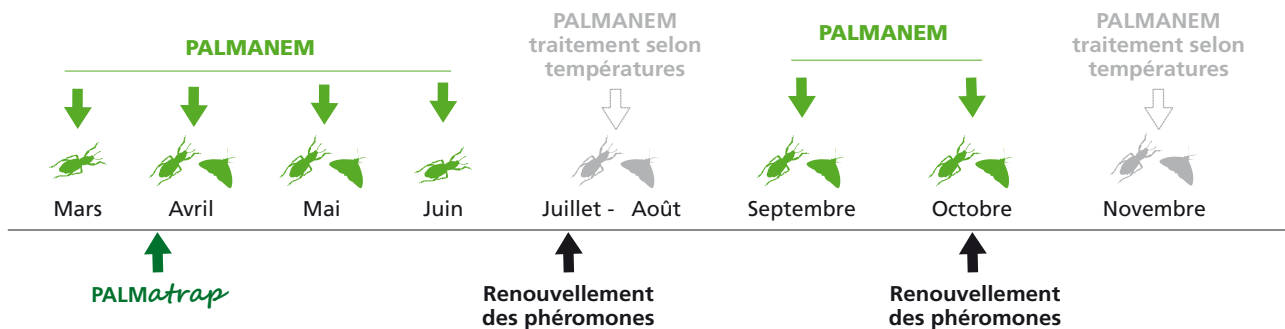 PALMANEM
PALMANEM
traitement selon
températures
PALMANEM
PALMANEM
traitement selon
températures
Mars
Avril
Mai
Juin
Juillet - Août
Septembre
Octobre
Novembre
PALMatrap
Renouvellement
des phéromones
Renouvellement
des phéromones